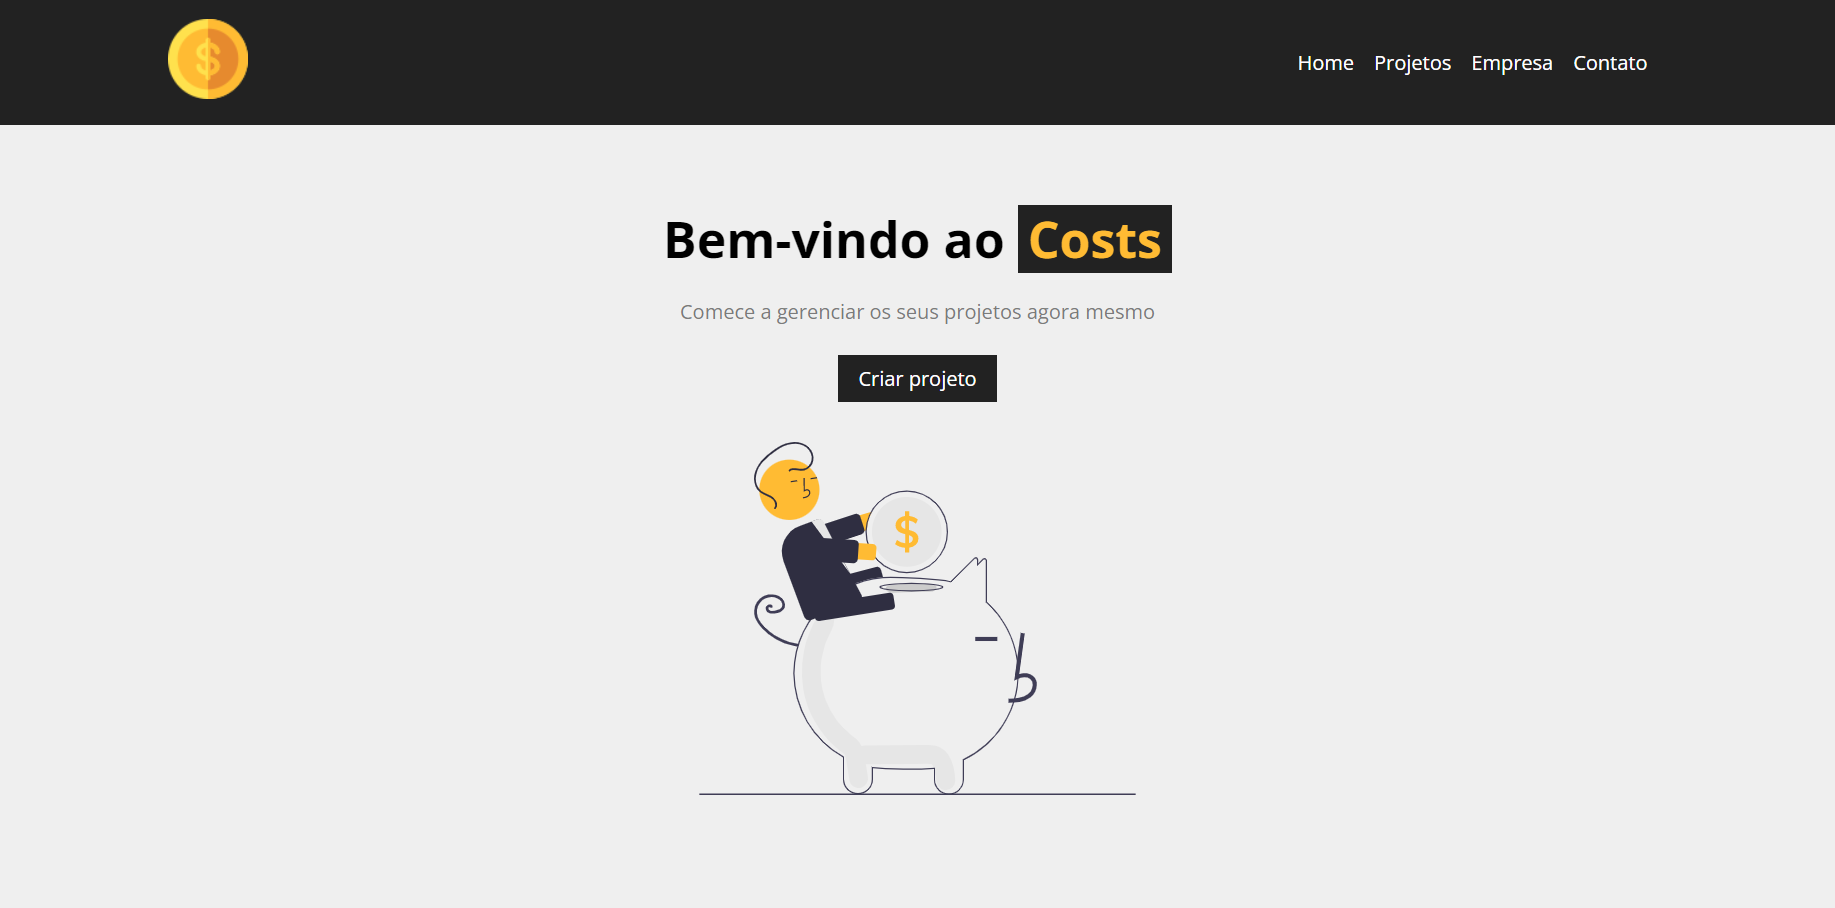 $
Home Projetos Empresa Contato
Bem-vindo ao Costs
Comece a gerenciar os seus projetos agora mesmo
Criar projeto
$